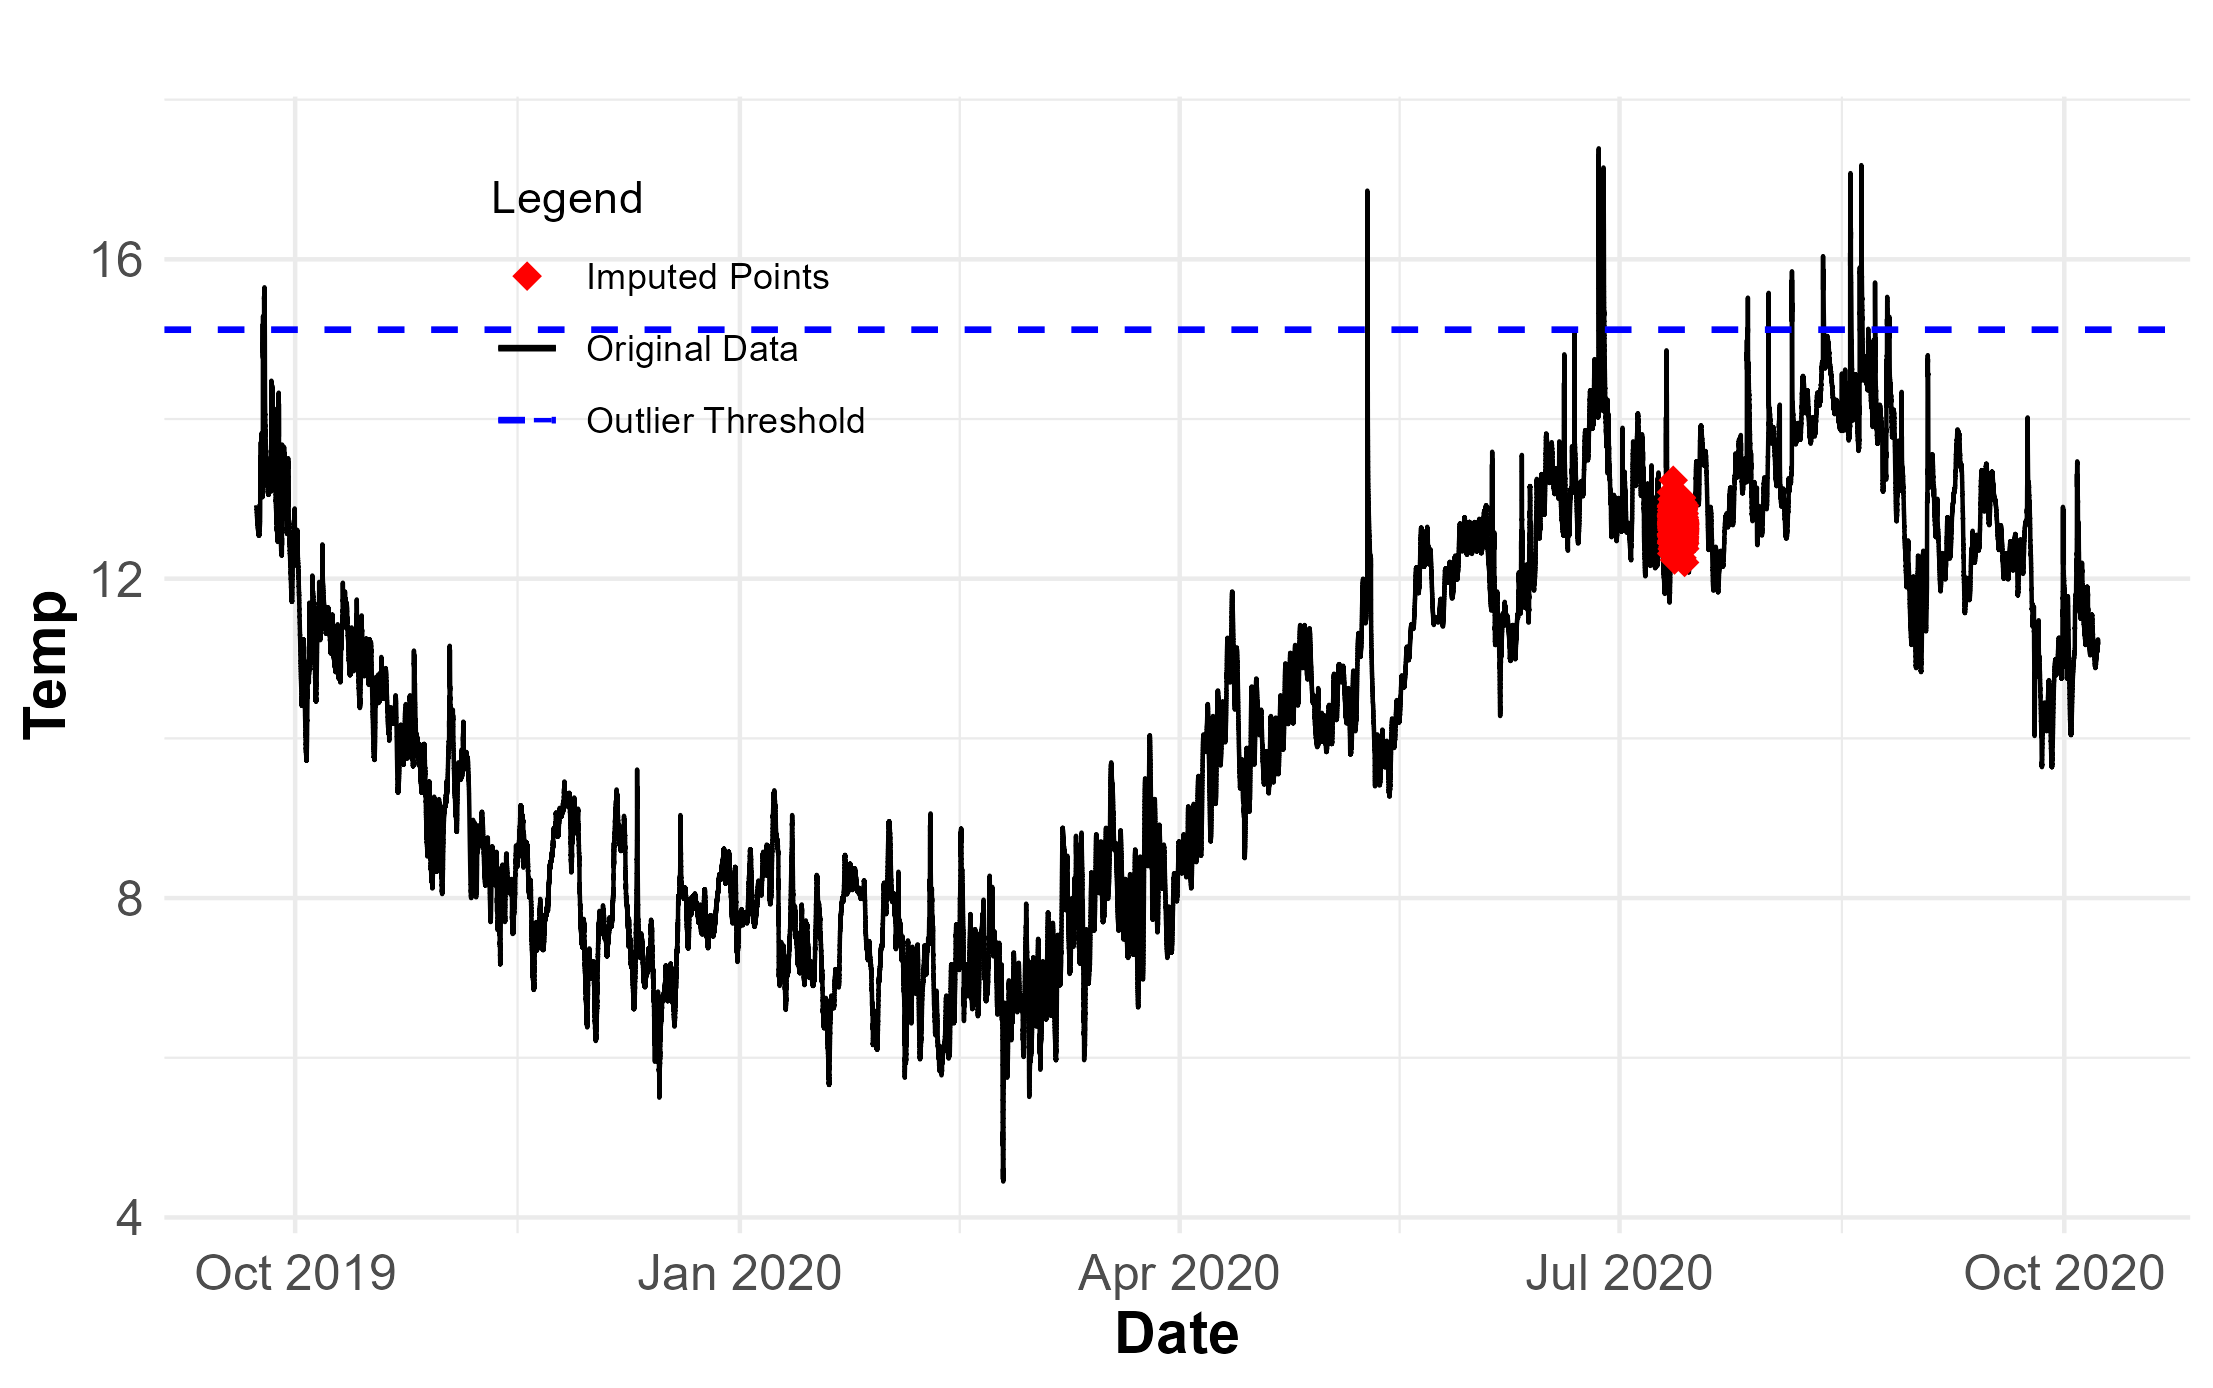 Legend
Imputed Points
Original Data
Outlier Threshold
16
12
8
4
Temp
Oct 2019
Jan 2020
Apr 2020
Jul 2020
Oct 2020
Date